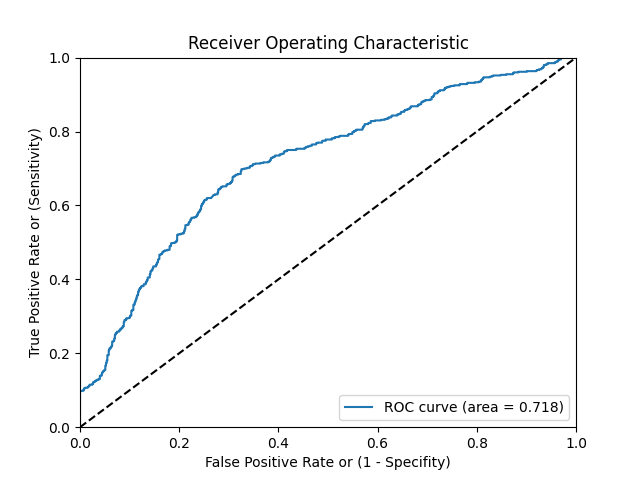 Receiver Operating Characteristic
1.0
0.8
0.6
0.4
0.2
0.0
True Positive Rate or (Sensitivity)
ROC curve (area = 0.718)
0.0 0.2 0.4 0.6 0.8 1.0
False Positive Rate or (1 - Specifity)